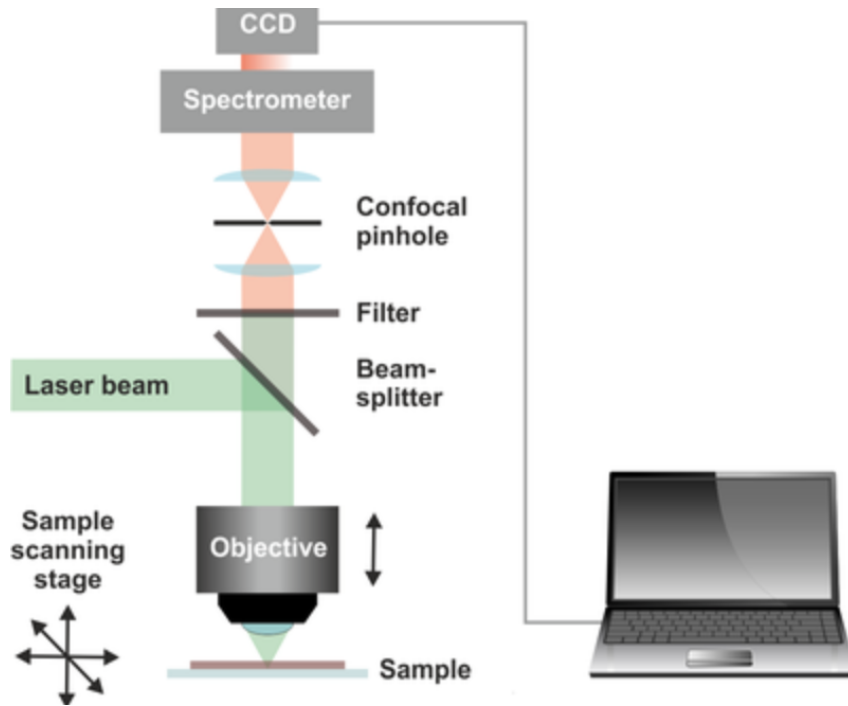 CCD
Spectrometer
Confocal
pinhole
Filter
Laser beam
Beam-
splitter
Sample
scanning
stage
Objective
Sample